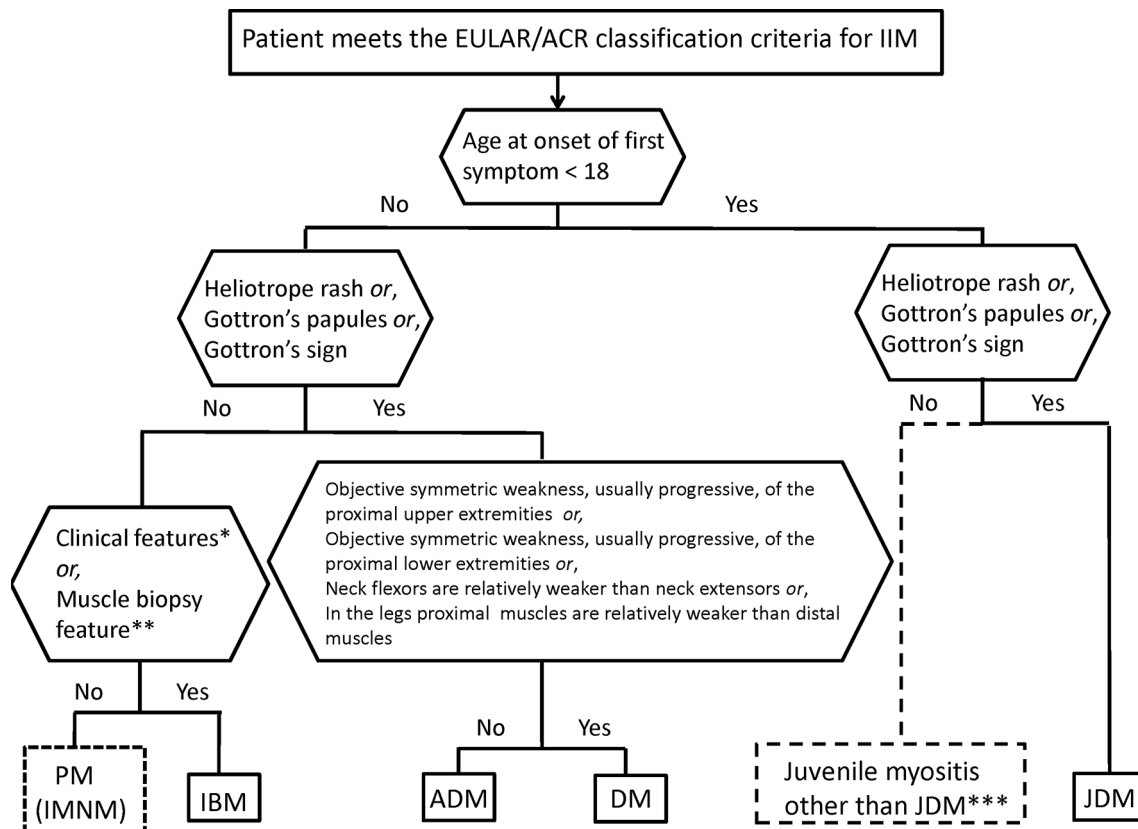 Patient meets the EULAR/ACR classification criteria for IIM
Age at onset of first
symptom < 18
No
Yes
Heliotrope rash or,
Gottron’s papules or,
Gottron’s sign
Heliotrope rash or,
Gottron’s papules or,
Gottron’s sign
No
Yes
No
Yes
Clinical features*
or,
Muscle biopsy
feature**
Objective symmetric weakness, usually progressive, of the
proximal upper extremities or,
Objective symmetric weakness, usually progressive, of the
proximal lower extremities or,
Neck flexors are relatively weaker than neck extensors or,
In the legs proximal muscles are relatively weaker than distal
muscles
No
Yes
No
Yes
PM
(IMNM)
IBM
ADM
DM
Juvenile myositis
other than JDM***
JDM